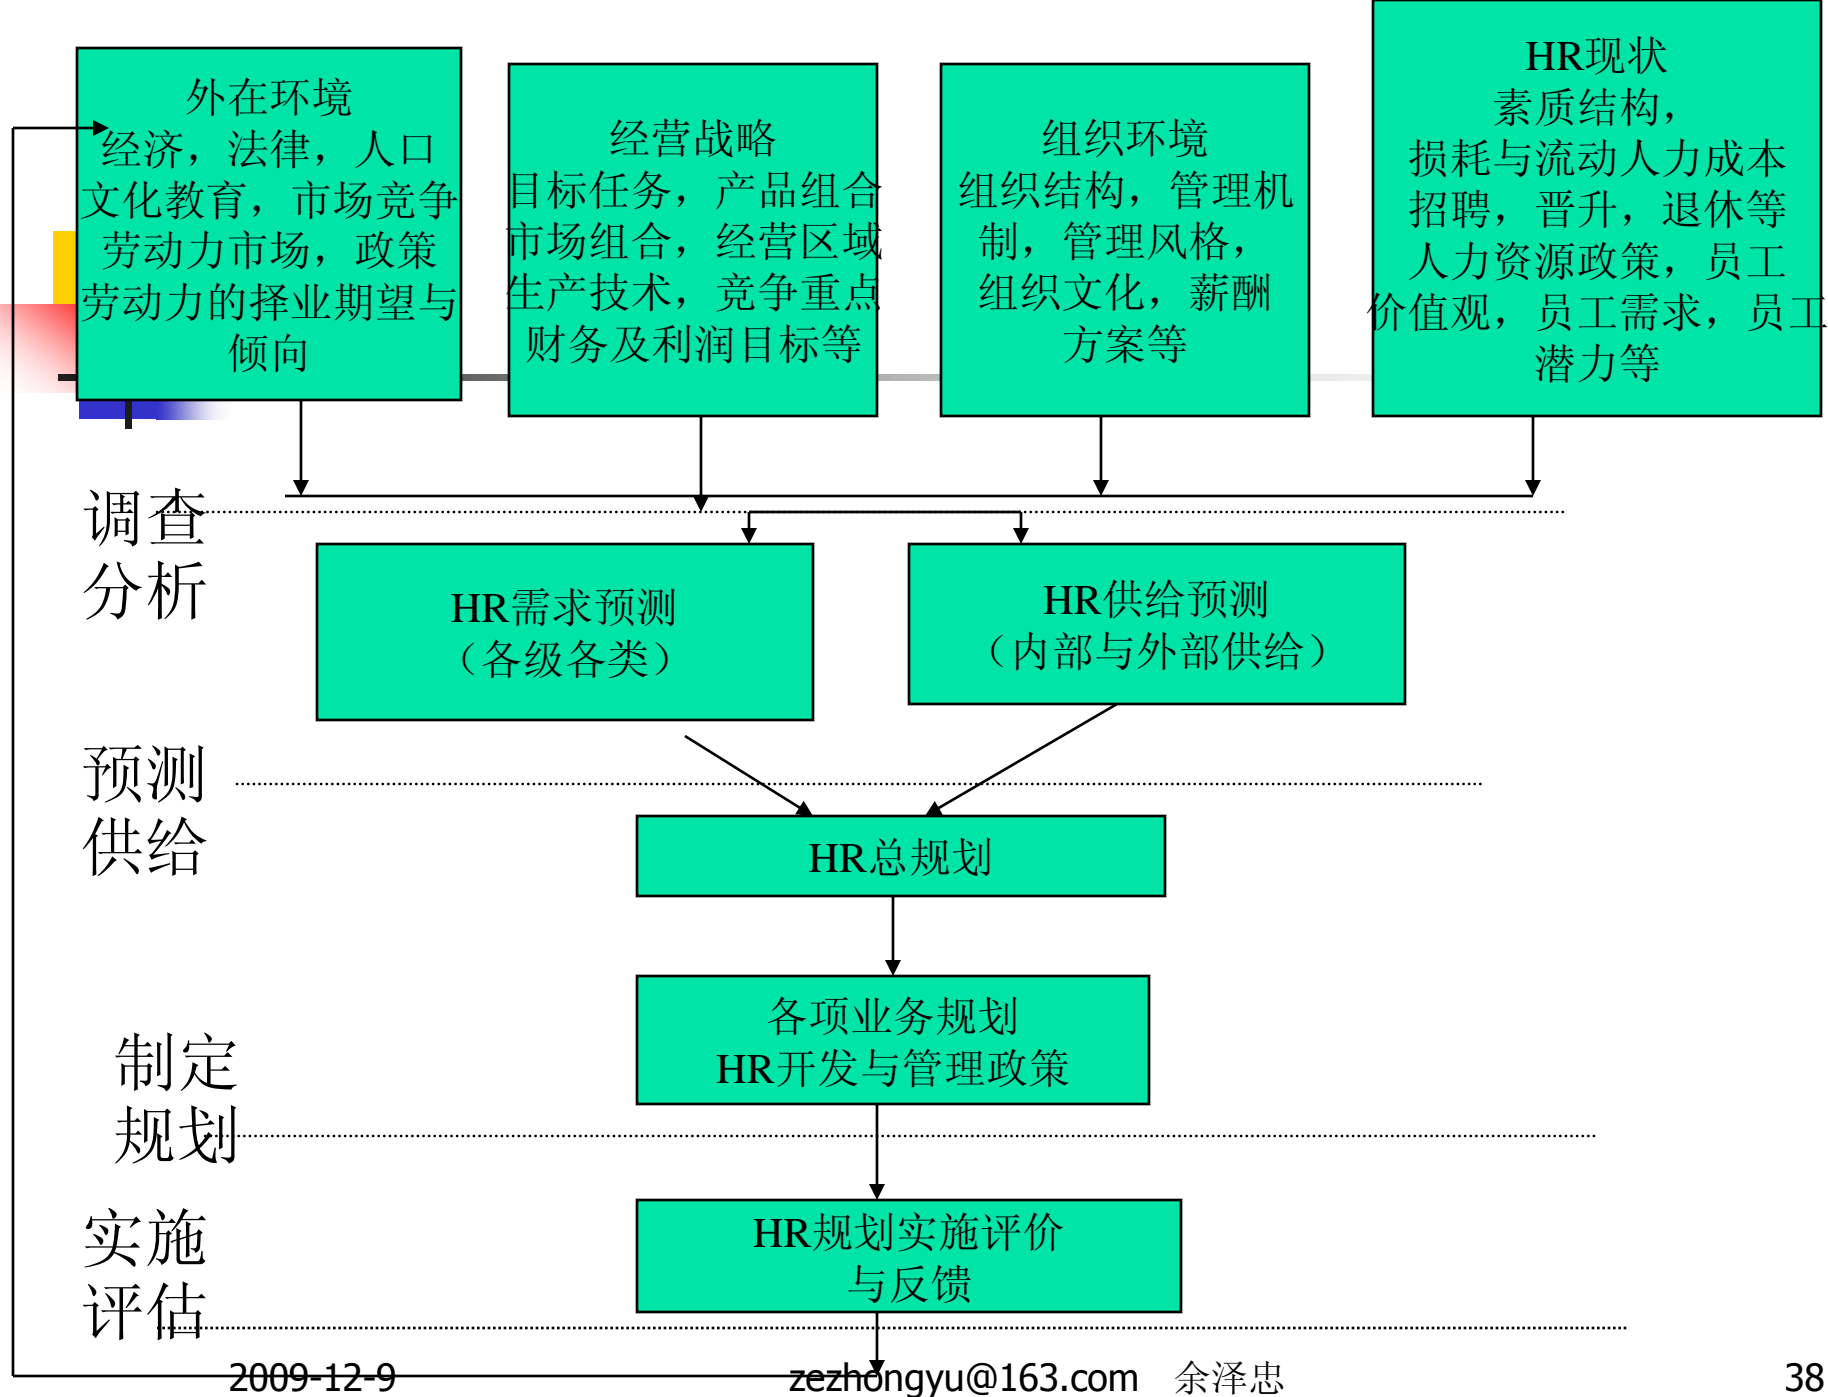 外在环境
经济，法律，人口
文化教育，市场竞争
劳动力市场，政策
劳动力的择业期望与
倾向
经营战略
目标任务，产品组合
市场组合，经营区域
生产技术，竞争重点
财务及利润目标等
组织环境
组织结构，管理机
制，管理风格，
组织文化，薪酬
方案等
HR现状
素质结构，
损耗与流动人力成本
招聘，晋升，退休等
人力资源政策，员工
价值观，员工需求，员工
潜力等
调查
分析
HR需求预测
（各级各类）
HR供给预测
（内部与外部供给）
预测
供给
HR总规划
各项业务规划
HR开发与管理政策
制定
规划
实施
评估
HR规划实施评价
与反馈
2009-12-9
zezhongyu@163.com 余泽忠
38